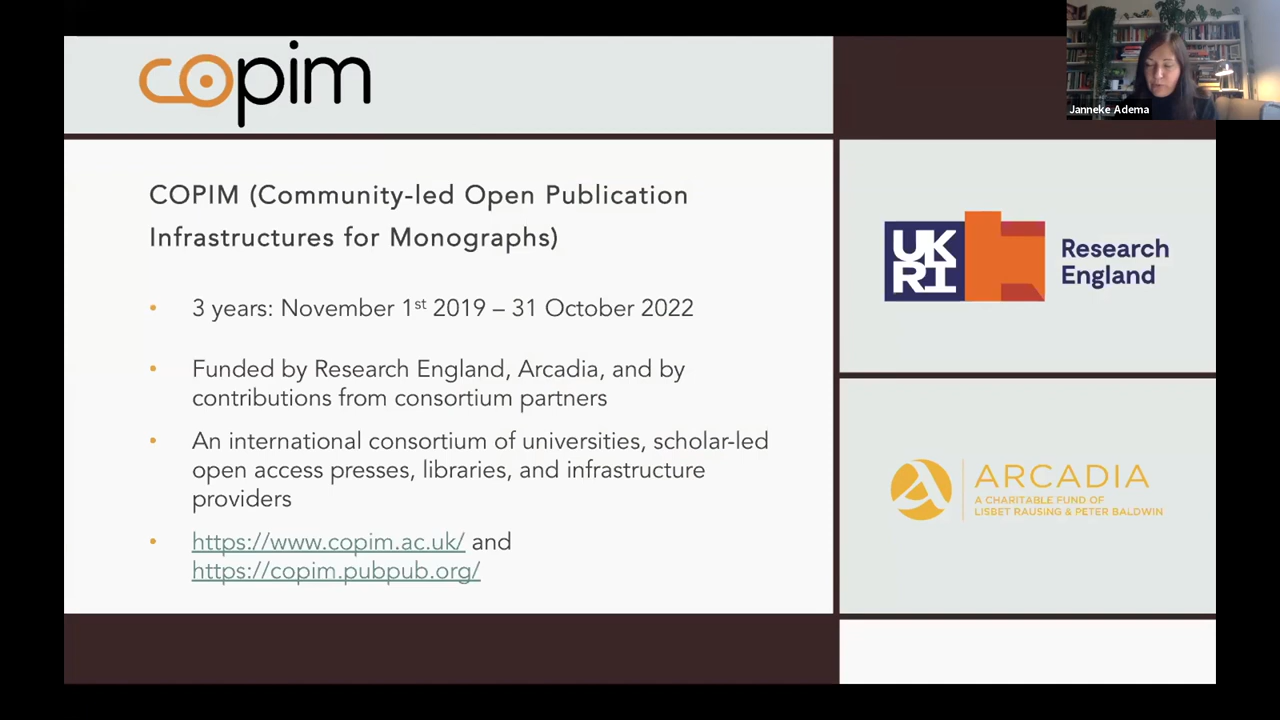 copim
Janneke Adema
COPIM (Community-led Open Publication
Infrastructures for Monographs)
• 3 years: November 1st 2019 – 31 October 2022
• Funded by Research England, Arcadia, and by
contributions from consortium partners
• An international consortium of universities, scholar-led
open access presses, libraries, and infrastructure
providers
• https://www.copim.ac.uk/ and
https://copim.pubpub.org/
UK
RI
Research
England
ARCADIA
A CHARITABLE FUND OF
LISBET RAUSING & PETER BALDWIN